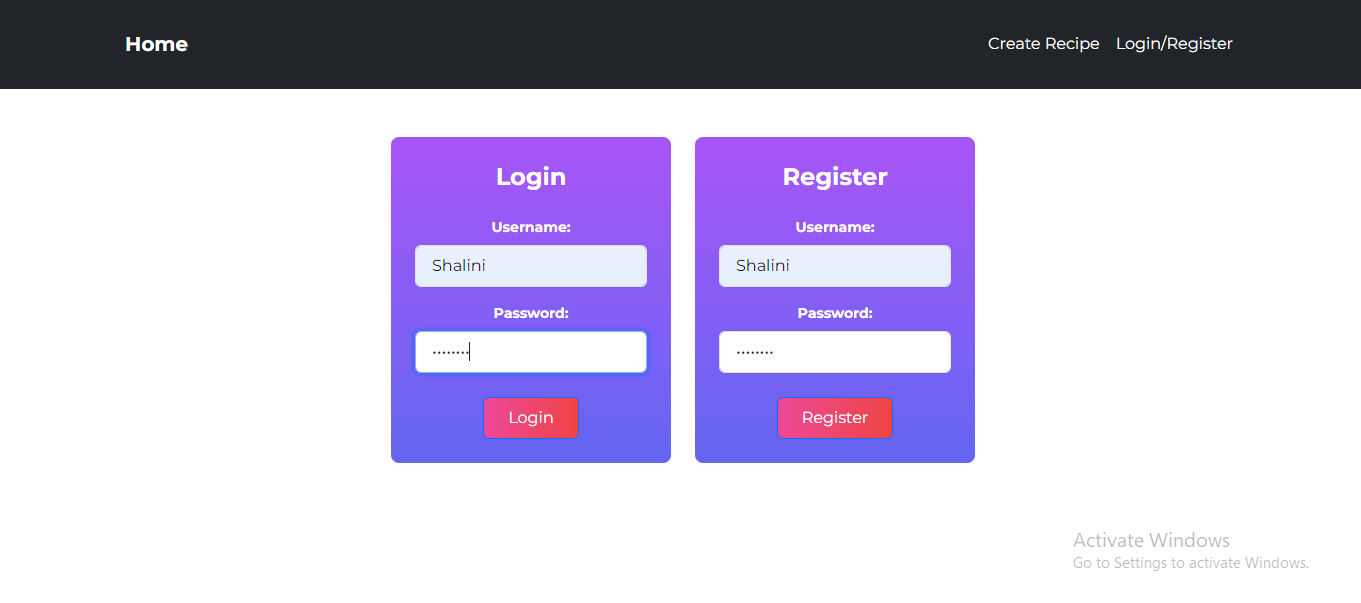 Home
Create Recipe Login/Register
Login
Username:
Shalini
Password:
........
Login
Register
Username:
Shalini
Password:
........
Register
Activate Windows
Go to Settings to activate Windows.